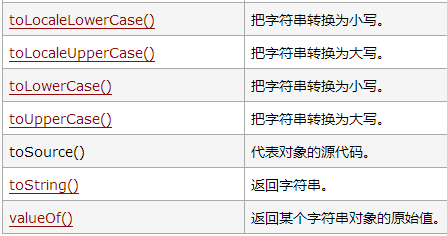 toLocaleLowerCase() 把字符串转换为小写。
toLocaleUpperCase() 把字符串转换为大写。
toLowerCase() 把字符串转换为小写。
toUpperCase() 把字符串转换为大写。
toSource() 代表对象的源代码。
toString() 返回字符串。
valueOf() 返回某个字符串对象的原始值。